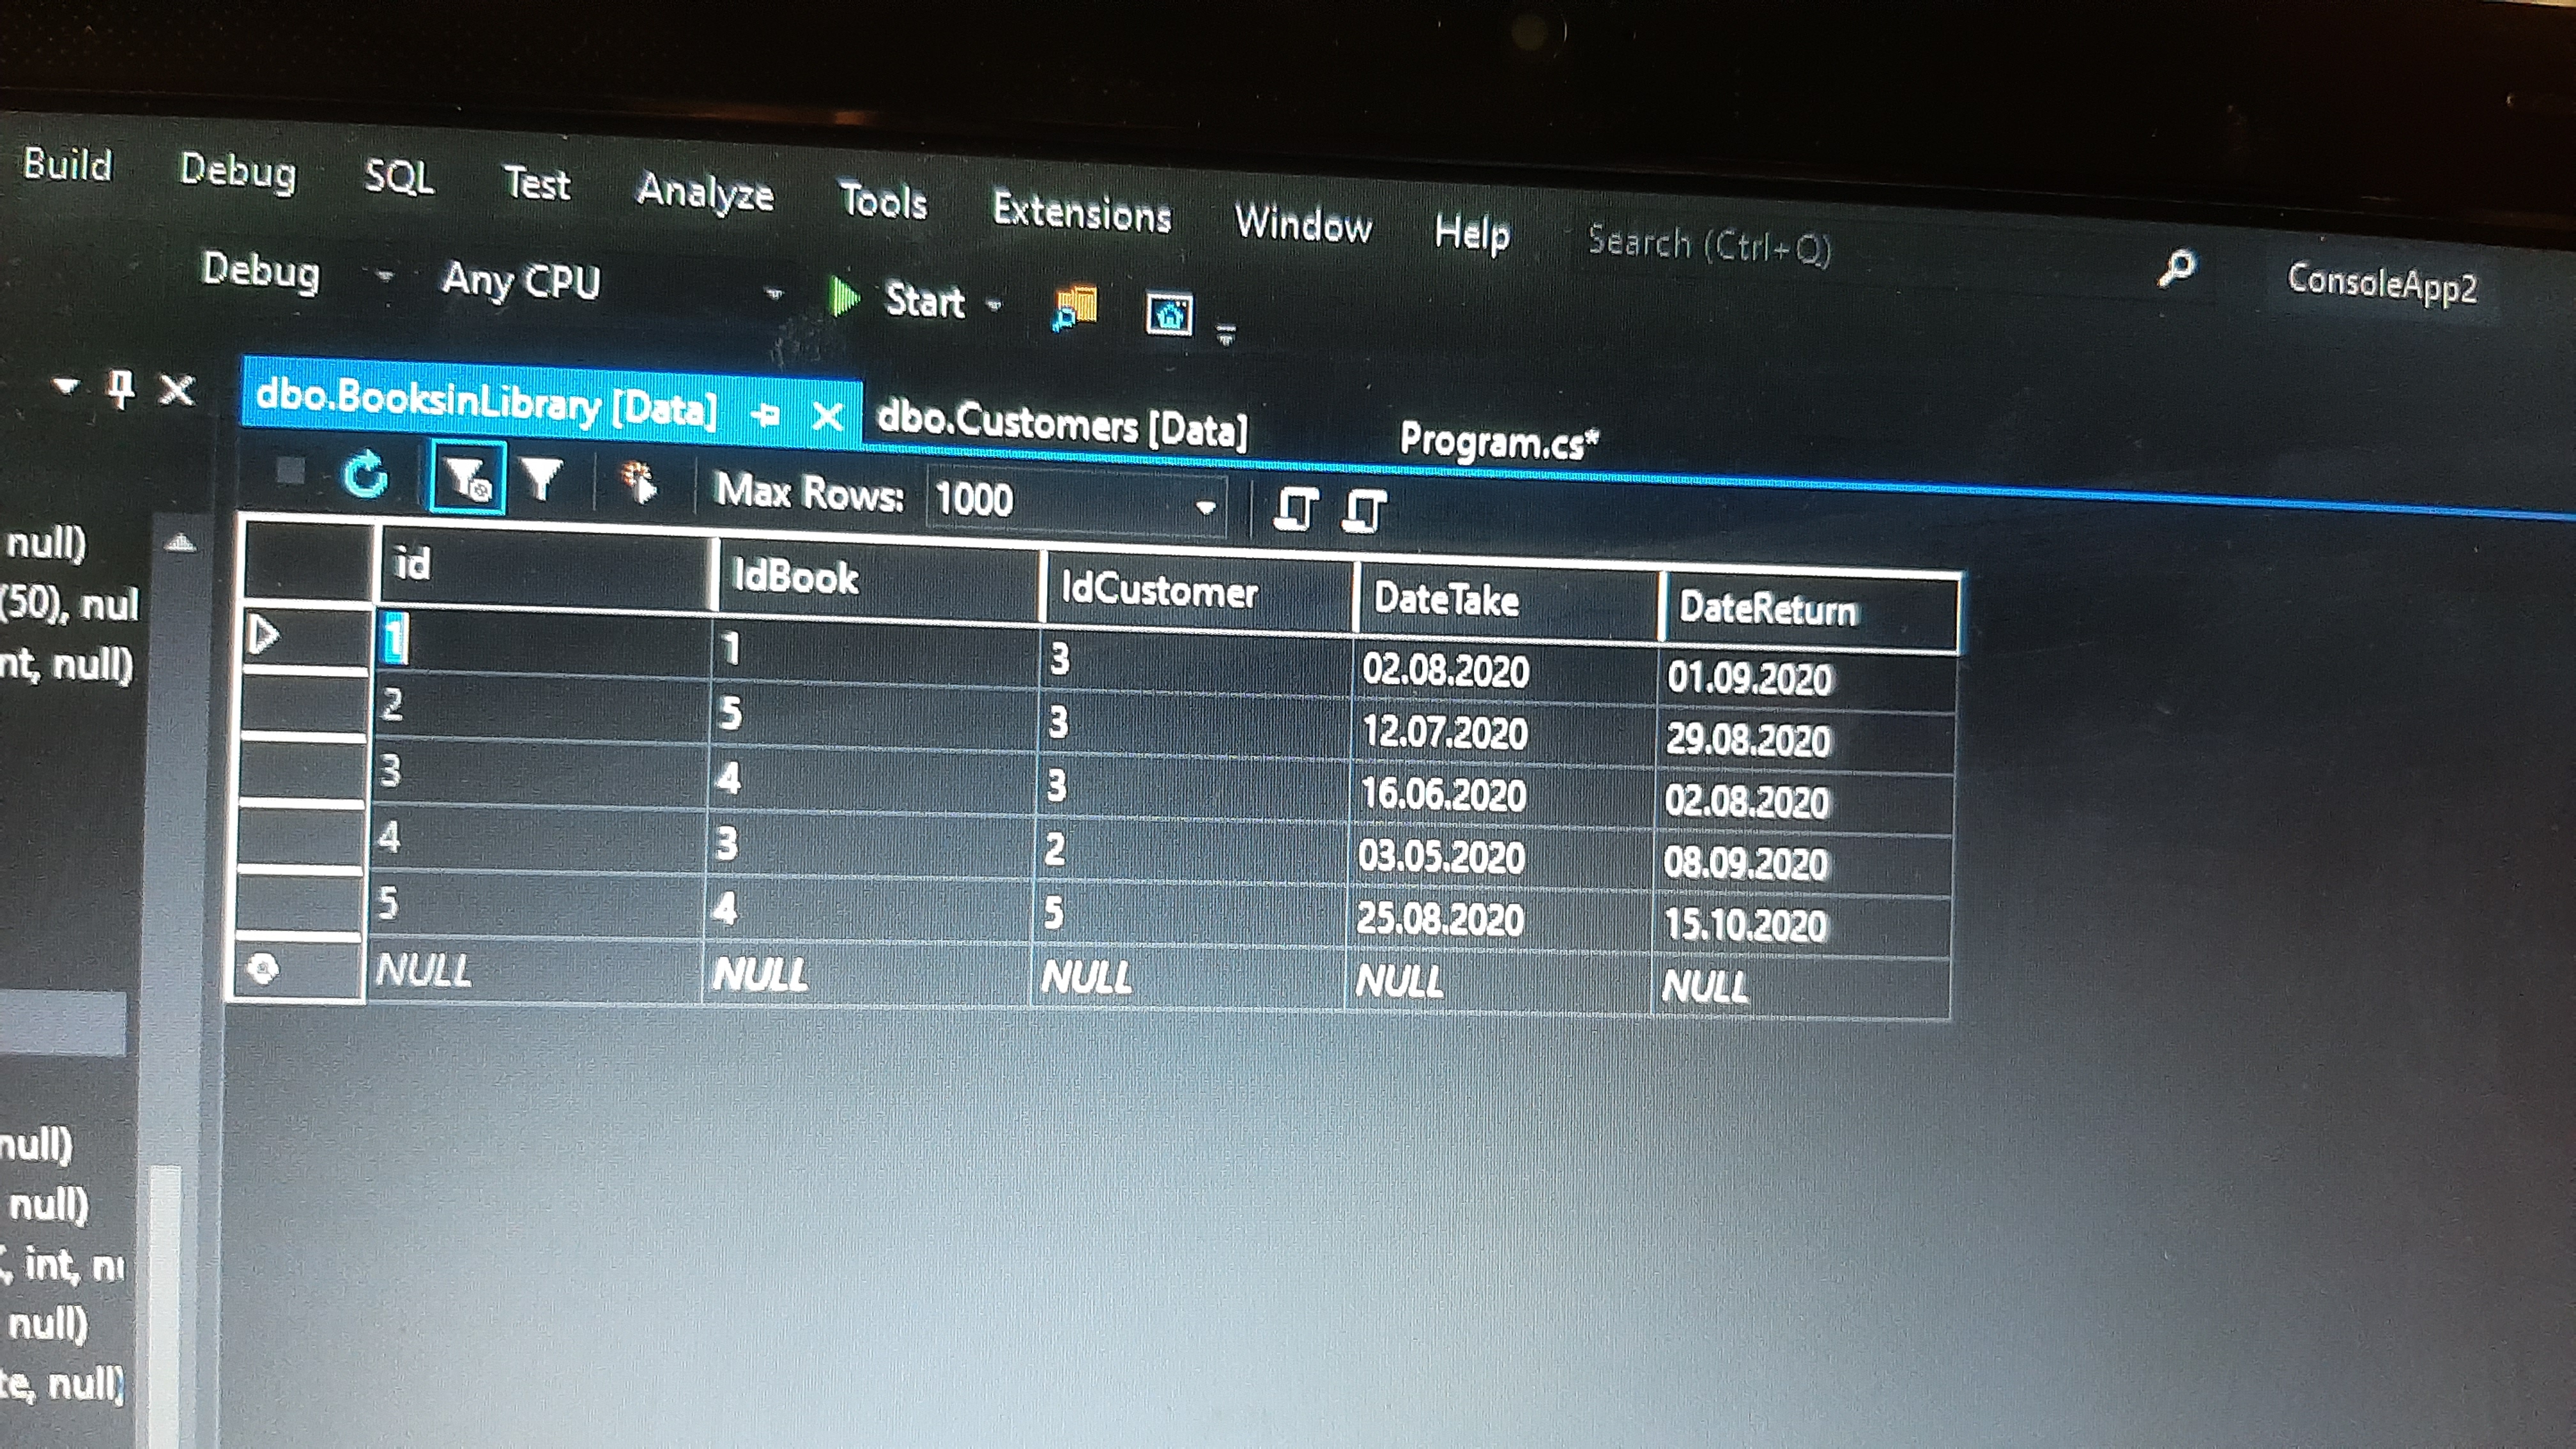 Build Debug SQL Test Analyze Tools Extensions Window Help Search (Ctrl+Q) ConsoleApp2
Debug Any CPU Start
dbo.BooksinLibrary [Data] dbo.Customers [Data] Program.cs*
Max Rows: 1000
id IdBook IdCustomer DateTake DateReturn
1 1 3 02.08.2020 01.09.2020
2 5 3 12.07.2020 29.08.2020
3 4 3 16.06.2020 02.08.2020
4 3 2 03.05.2020 08.09.2020
5 4 5 25.08.2020 15.10.2020
NULL NULL NULL NULL NULL
null)
(50), nul
nt, null)
null)
null)
, int, nu
null)
te, null)